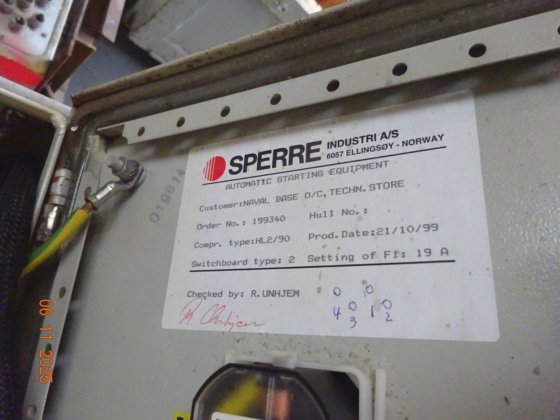 SPERRE INDUSTRI A/S
6057 ELLINGSØY - NORWAY
AUTOMATIC STARTING EQUIPMENT
Customer:NAVAL BASE O/C,TECHN.STORE
Order No.: 199340 Hull No.:
Compr. type:HL2/90 Prod.Date:21/10/99
Switchboard type: 2 Setting of F1: 19 A
Checked by: R.UNHJEM
0 0
4 0 1 0
3 2
06 11 2025